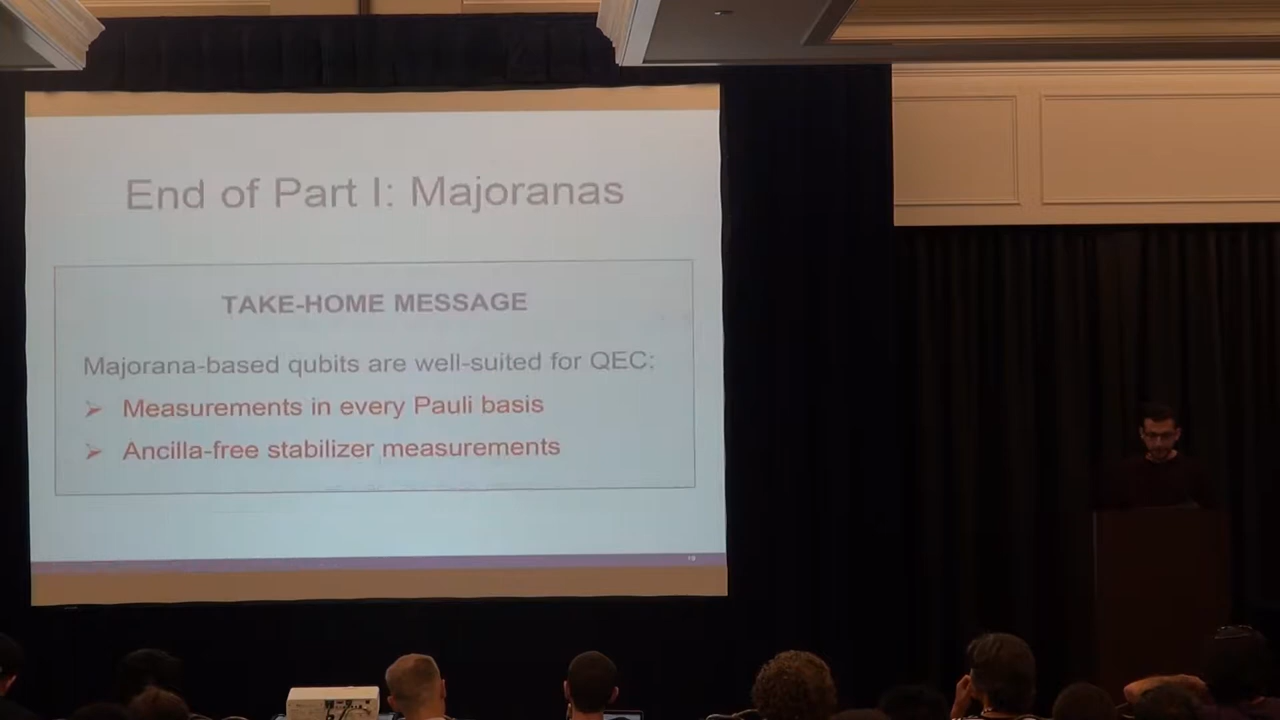 End of Part I: Majoranas
TAKE-HOME MESSAGE
Majorana-based qubits are well-suited for QEC:
➢ Measurements in every Pauli basis
➢ Ancilla-free stabilizer measurements